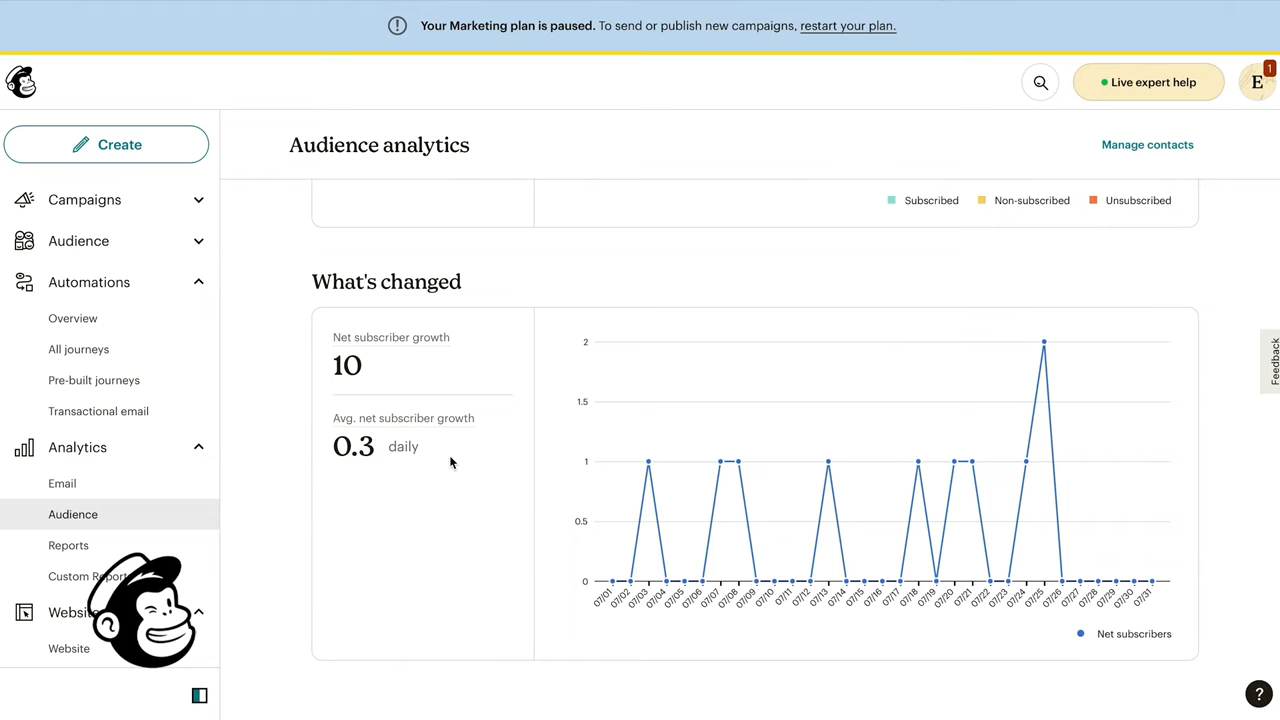 Your Marketing plan is paused. To send or publish new campaigns, restart your plan.
1
Live expert help
E
Create
Audience analytics
Manage contacts
Campaigns
Audience
Automations
Overview
All journeys
Pre-built journeys
Transactional email
Analytics
Email
Audience
Reports
Custom Report
Website
Subscribed
Non-subscribed
Unsubscribed
What's changed
Net subscriber growth
10
Avg. net subscriber growth
0.3 daily
2
1.5
1
0.5
0
07/01 07/02 07/03 07/04 07/05 07/06 07/07 07/08 07/09 07/10 07/11 07/12 07/13 07/14 07/15 07/16 07/17 07/18 07/19 07/20 07/21 07/22 07/23 07/24 07/25 07/26 07/27 07/28 07/29 07/30 07/31
Net subscribers
Feedback
?